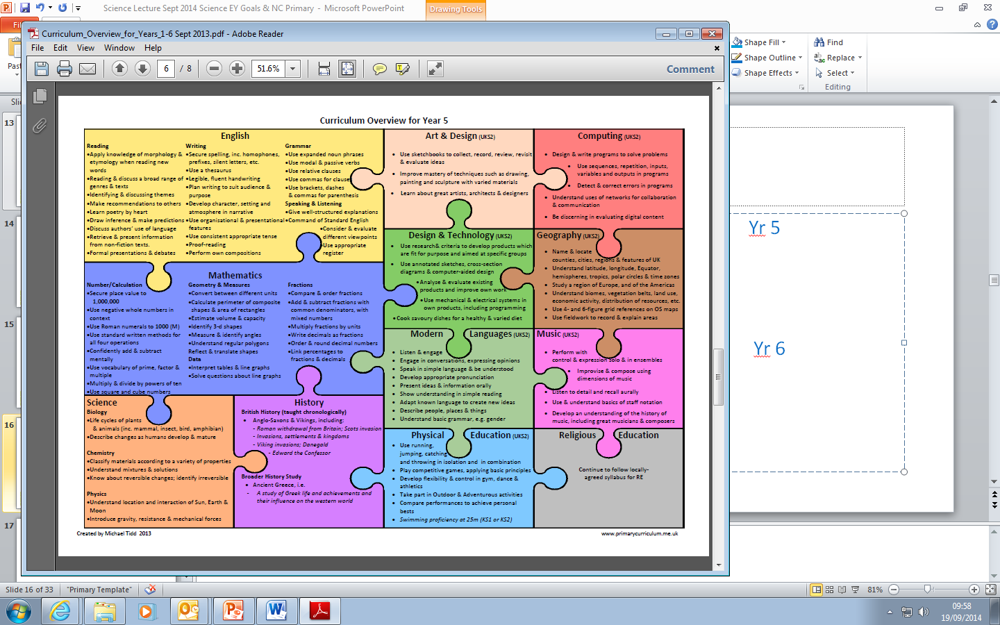 Science Lecture Sept 2014 Science EY Goals & NC Primary - Microsoft PowerPoint
Drawing Tools
Curriculum_Overview_for_Years_1-6 Sept 2013.pdf - Adobe Reader
File Edit View Window Help
6 / 8 51.6% Comment
Shape Fill
Shape Outline
Shape Effects
Find
Replace
Select
Editing
13
14
15
16
17
Curriculum Overview for Year 5
English
Reading
•Apply knowledge of morphology &
etymology when reading new
words
•Reading & discuss a broad range of
genres & texts
•Identifying & discussing themes
•Make recommendations to others
•Learn poetry by heart
•Draw inference & make predictions
•Discuss authors' use of language
•Retrieve & present information
from non-fiction texts.
•Formal presentations & debates
Writing
•Secure spelling, inc. homophones,
prefixes, silent letters, etc.
•Use a thesaurus
•Legible, fluent handwriting
•Plan writing to suit audience &
purpose
•Develop character, setting and
atmosphere in narrative
•Use organisational & presentational
features
•Use consistent appropriate tense
•Proof-reading
•Perform own compositions
Grammar
•Use expanded noun phrases
•Use modal & passive verbs
•Use relative clauses
•Use commas for clauses
•Use brackets, dashes
& commas for parenthesis
Speaking & Listening
•Give well-structured explanations
•Command of Standard English
•Consider & evaluate
different viewpoints
•Use appropriate
register
Art & Design (UKS2)
• Use sketchbooks to collect, record, review, revisit
& evaluate ideas
• Improve mastery of techniques such as drawing,
painting and sculpture with varied materials
• Learn about great artists, architects & designers
Computing (UKS2)
• Design & write programs to solve problems
• Use sequences, repetition, inputs,
variables and outputs in programs
• Detect & correct errors in programs
• Understand uses of networks for collaboration
& communication
• Be discerning in evaluating digital content
Design & Technology (UKS2)
• Use research& criteria to develop products which
are fit for purpose and aimed at specific groups
• Use annotated sketches, cross-section
diagrams & computer-aided design
•Analyse & evaluate existing
products and improve own work
•Use mechanical & electrical systems in
own products, including programming
•Cook savoury dishes for a healthy & varied diet
Geography (UKS2)
• Name & locate
counties, cities, regions & features of UK
• Understand latitude, longitude, Equator,
hemispheres, tropics, polar circles & time zones
• Study a region of Europe, and of the Americas
• Understand biomes, vegetation belts, land use,
economic activity, distribution of resources, etc.
• Use 4- and 6-figure grid references on OS maps
• Use fieldwork to record & explain areas
Mathematics
Number/Calculation
•Secure place value to
1,000,000
•Use negative whole numbers in
context
•Use Roman numerals to 1000 (M)
•Use standard written methods for
all four operations
•Confidently add & subtract
mentally
•Use vocabulary of prime, factor &
multiple
•Multiply & divide by powers of ten
•Use square and cube numbers
Geometry & Measures
•Convert between different units
•Calculate perimeter of composite
shapes & area of rectangles
•Estimate volume & capacity
•Identify 3-d shapes
•Measure & identify angles
•Understand regular polygons
Reflect & translate shapes
Data
•Interpret tables & line graphs
•Solve questions about line graphs
Fractions
•Compare & order fractions
•Add & subtract fractions with
common denominators, with
mixed numbers
•Multiply fractions by units
•Write decimals as fractions
•Order & round decimal numbers
•Link percentages to
fractions & decimals
Modern Languages (UKS2)
• Listen & engage
• Engage in conversations, expressing opinions
• Speak in simple language & be understood
• Develop appropriate pronunciation
• Present ideas & information orally
• Show understanding in simple reading
• Adapt known language to create new ideas
• Describe people, places & things
• Understand basic grammar, e.g. gender
Music (UKS2)
• Perform with
control & expression solo & in ensembles
• Improvise & compose using
dimensions of music
• Listen to detail and recall aurally
• Use & understand basics of staff notation
• Develop an understanding of the history of
music, including great musicians & composers
Science
Biology
•Life cycles of plants
& animals (inc. mammal, insect, bird, amphibian)
•Describe changes as humans develop & mature
Chemistry
•Classify materials according to a variety of properties
•Understand mixtures & solutions
•Know about reversible changes; identify irreversible
Physics
•Understand location and interaction of Sun, Earth &
Moon
•Introduce gravity, resistance & mechanical forces
History
British History (taught chronologically)
• Anglo-Saxons & Vikings, including:
- Roman withdrawal from Britain; Scots invasion
- Invasions, settlements & kingdoms
- Viking invasions; Danegald
- Edward the Confessor
Broader History Study
• Ancient Greece, i.e.
- A study of Greek life and achievements and
their influence on the western world
Physical Education (UKS2)
• Use running,
jumping, catching
and throwing in isolation and in combination
• Play competitive games, applying basic principles
• Develop flexibility & control in gym, dance &
athletics
• Take part in Outdoor & Adventurous activities
• Compare performances to achieve personal
bests
• Swimming proficiency at 25m (KS1 or KS2)
Religious Education
Continue to follow locally-
agreed syllabus for RE
Created by Michael Tidd 2013
www.primarycurriculum.me.uk
Yr 5
Yr 6
Slide 16 of 33 "Primary Template" 81%
09:58
19/09/2014